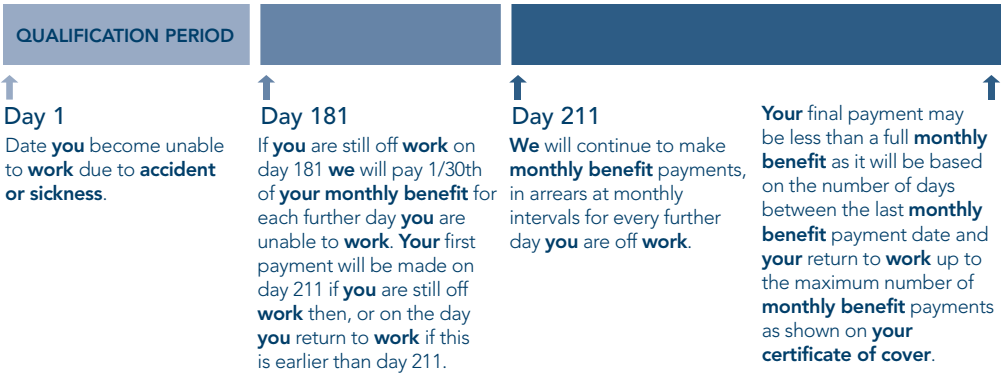 QUALIFICATION PERIOD
Day 1
Date you become unable
to work due to accident
or sickness.
Day 181
If you are still off work on
day 181 we will pay 1/30th
of your monthly benefit for
each further day you are
unable to work. Your first
payment will be made on
day 211 if you are still off
work then, or on the day
you return to work if this
is earlier than day 211.
Day 211
We will continue to make
monthly benefit payments,
in arrears at monthly
intervals for every further
day you are off work.
Your final payment may
be less than a full monthly
benefit as it will be based
on the number of days
between the last monthly
benefit payment date and
your return to work up to
the maximum number of
monthly benefit payments
as shown on your
certificate of cover.